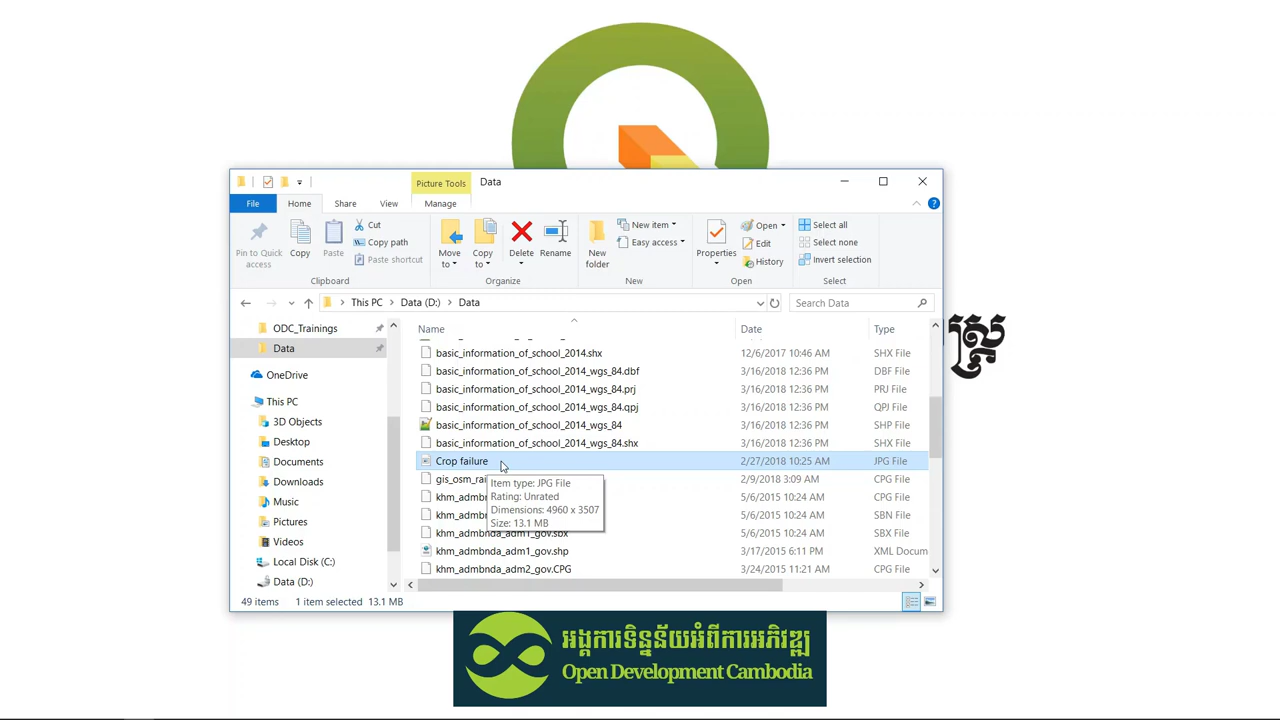 Picture Tools
Data
File
Home
Share
View
Manage
Pin to Quick access
Copy
Paste
Cut
Copy path
Paste shortcut
Clipboard
Move to
Copy to
Delete
Rename
Organize
New folder
New item
Easy access
New
Properties
Open
Edit
History
Open
Select all
Select none
Invert selection
Select
This PC
Data (D:)
Data
Search Data
ODC_Trainings
Data
OneDrive
This PC
3D Objects
Desktop
Documents
Downloads
Music
Pictures
Videos
Local Disk (C:)
Data (D:)
Name Date Type
basic_information_of_school_2014.shx 12/6/2017 10:46 AM SHX File
basic_information_of_school_2014_wgs_84.dbf 3/16/2018 12:36 PM DBF File
basic_information_of_school_2014_wgs_84.prj 3/16/2018 12:36 PM PRJ File
basic_information_of_school_2014_wgs_84.qpj 3/16/2018 12:36 PM QPJ File
basic_information_of_school_2014_wgs_84 3/16/2018 12:36 PM SHP File
basic_information_of_school_2014_wgs_84.shx 3/16/2018 12:36 PM SHX File
Crop failure 2/27/2018 10:25 AM JPG File
gis_osm_rai 2/9/2018 3:09 AM CPG File
khm_admb 5/6/2015 10:24 AM CPG File
khm_admb 5/6/2015 10:24 AM SBN File
khm_admbnda_adm1_gov.sbx 5/6/2015 10:24 AM SBX File
khm_admbnda_adm1_gov.shp 3/17/2015 6:11 PM XML Docum
khm_admbnda_adm2_gov.CPG 3/24/2015 11:21 AM CPG File
Item type: JPG File
Rating: Unrated
Dimensions: 4960 x 3507
Size: 13.1 MB
49 items 1 item selected 13.1 MB
អង្គការទិន្នន័យអំពីការអភិវឌ្ឍ
Open Development Cambodia